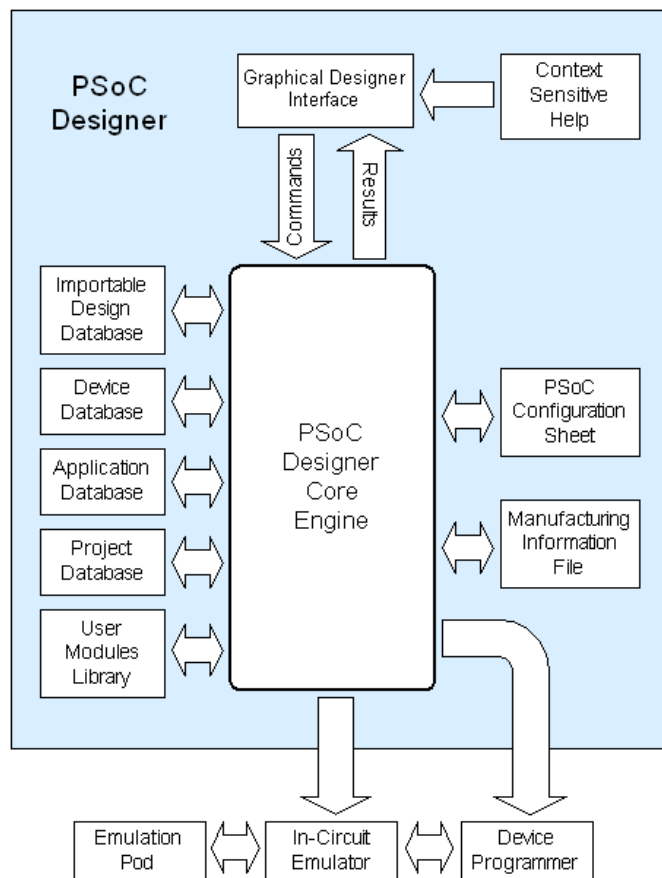 PSoC
Designer
Graphical Designer
Interface
Context
Sensitive
Help
Commands
Results
Importable
Design
Database
Device
Database
Application
Database
Project
Database
User
Modules
Library
PSoC
Designer
Core
Engine
PSoC
Configuration
Sheet
Manufacturing
Information
File
Emulation
Pod
In-Circuit
Emulator
Device
Programmer